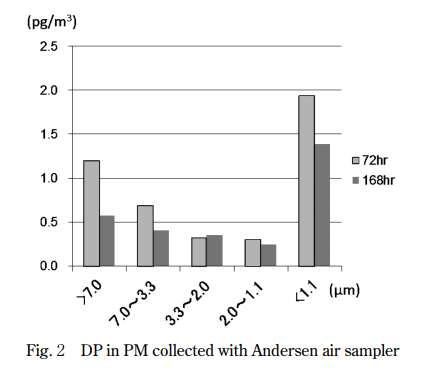 (pg/m³)
2.5
2.0
1.5
1.0
0.5
0.0
72hr
168hr
>7.0
7.0～3.3
3.3～2.0
2.0～1.1
<1.1
(μm)
Fig. 2 DP in PM collected with Andersen air sampler